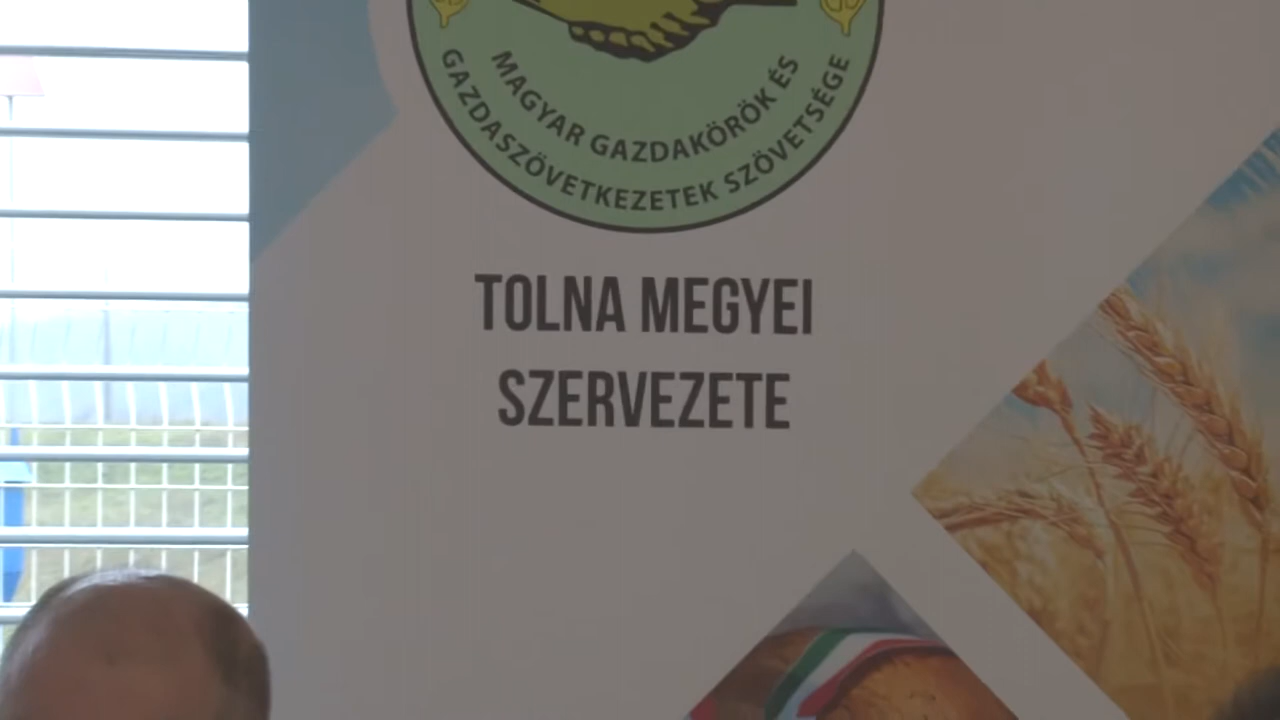 MAGYAR GAZDAKÖRÖK ÉS
GAZDASZÖVETKEZETEK SZÖVETSÉGE
TOLNA MEGYEI
SZERVEZETE